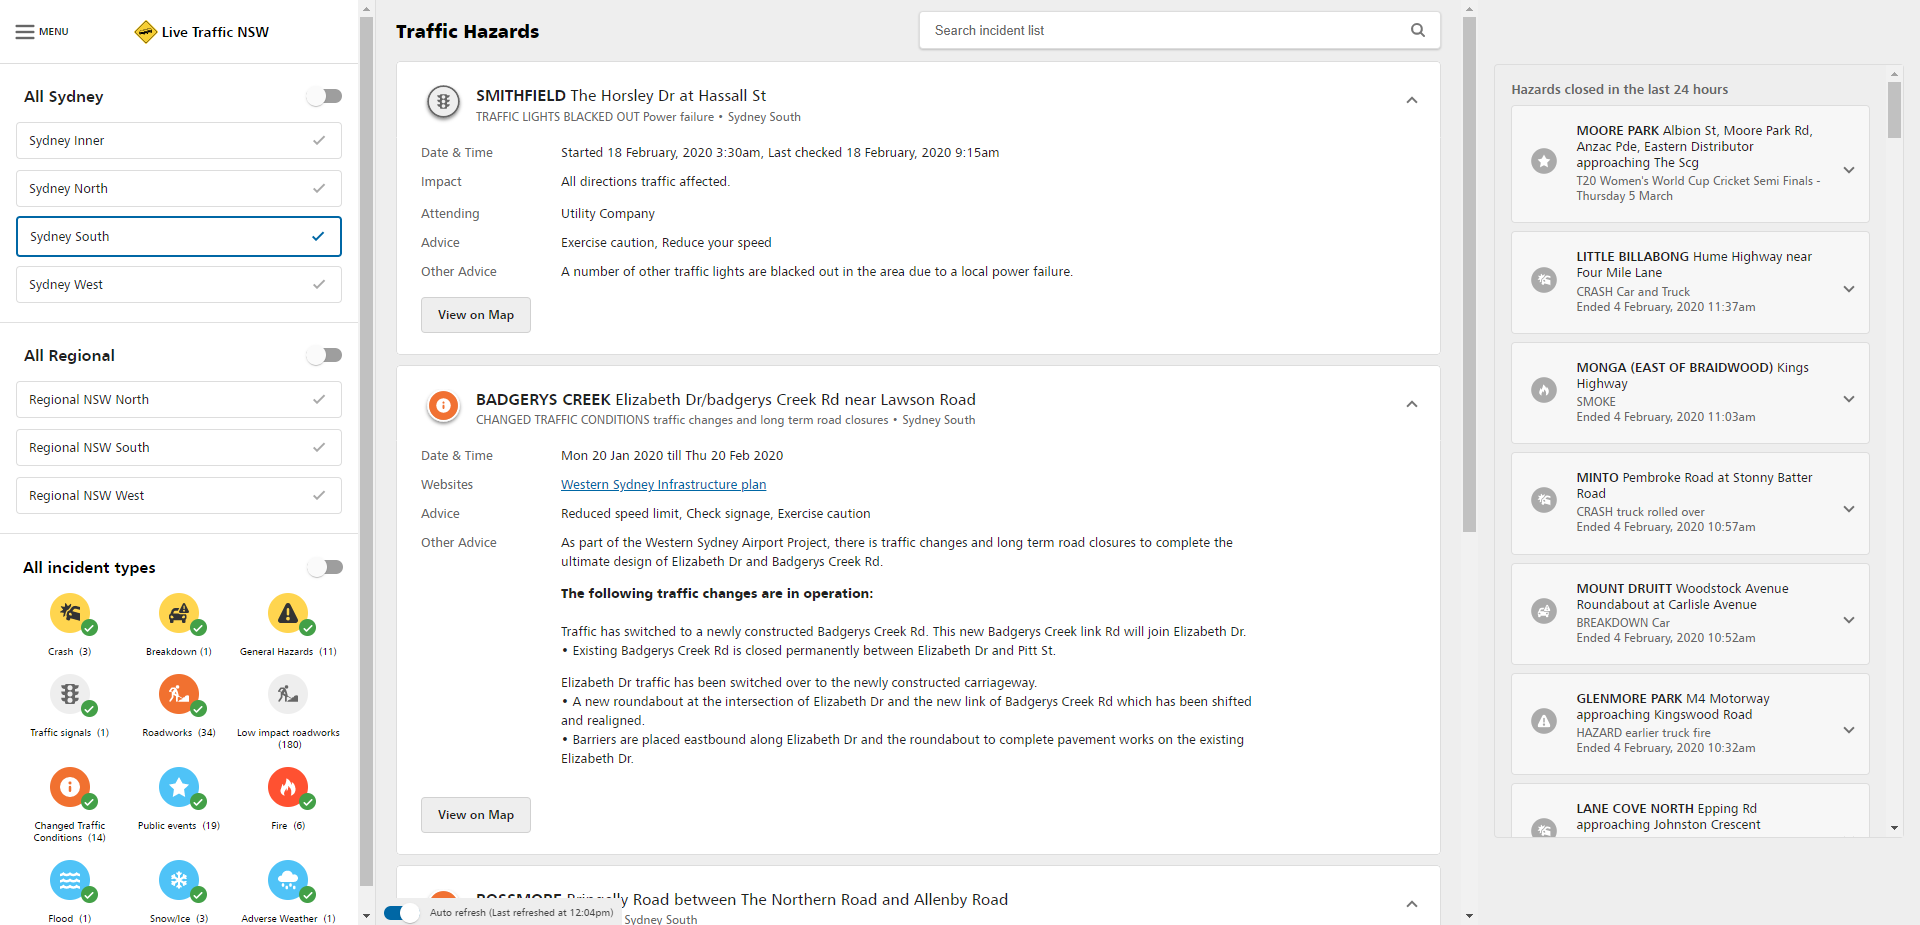 MENU
Live Traffic NSW
All Sydney
Sydney Inner
Sydney North
Sydney South
Sydney West
All Regional
Regional NSW North
Regional NSW South
Regional NSW West
All incident types
Crash (3)
Breakdown (1)
General Hazards (11)
Traffic signals (1)
Roadworks (34)
Low impact roadworks
(180)
Changed Traffic
Conditions (14)
Public events (19)
Fire (6)
Flood (1)
Snow/Ice (3)
Adverse Weather (1)
Traffic Hazards
Search incident list
SMITHFIELD The Horsley Dr at Hassall St
TRAFFIC LIGHTS BLACKED OUT Power failure • Sydney South
Date & Time Started 18 February, 2020 3:30am, Last checked 18 February, 2020 9:15am
Impact All directions traffic affected.
Attending Utility Company
Advice Exercise caution, Reduce your speed
Other Advice A number of other traffic lights are blacked out in the area due to a local power failure.
View on Map
BADGERYS CREEK Elizabeth Dr/badgerys Creek Rd near Lawson Road
CHANGED TRAFFIC CONDITIONS traffic changes and long term road closures • Sydney South
Date & Time Mon 20 Jan 2020 till Thu 20 Feb 2020
Websites Western Sydney Infrastructure plan
Advice Reduced speed limit, Check signage, Exercise caution
Other Advice As part of the Western Sydney Airport Project, there is traffic changes and long term road closures to complete the
ultimate design of Elizabeth Dr and Badgerys Creek Rd.
The following traffic changes are in operation:
Traffic has switched to a newly constructed Badgerys Creek Rd. This new Badgerys Creek link Rd will join Elizabeth Dr.
• Existing Badgerys Creek Rd is closed permanently between Elizabeth Dr and Pitt St.
Elizabeth Dr traffic has been switched over to the newly constructed carriageway.
• A new roundabout at the intersection of Elizabeth Dr and the new link of Badgerys Creek Rd which has been shifted
and realigned.
• Barriers are placed eastbound along Elizabeth Dr and the roundabout to complete pavement works on the existing
Elizabeth Dr.
View on Map
ROSSMORE Bringelly Road between The Northern Road and Allenby Road
Sydney South
Auto refresh (Last refreshed at 12:04pm)
Hazards closed in the last 24 hours
MOORE PARK Albion St, Moore Park Rd,
Anzac Pde, Eastern Distributor
approaching The Scg
T20 Women's World Cup Cricket Semi Finals -
Thursday 5 March
LITTLE BILLABONG Hume Highway near
Four Mile Lane
CRASH Car and Truck
Ended 4 February, 2020 11:37am
MONGA (EAST OF BRAIDWOOD) Kings
Highway
SMOKE
Ended 4 February, 2020 11:03am
MINTO Pembroke Road at Stonny Batter
Road
CRASH truck rolled over
Ended 4 February, 2020 10:57am
MOUNT DRUITT Woodstock Avenue
Roundabout at Carlisle Avenue
BREAKDOWN Car
Ended 4 February, 2020 10:52am
GLENMORE PARK M4 Motorway
approaching Kingswood Road
HAZARD earlier truck fire
Ended 4 February, 2020 10:32am
LANE COVE NORTH Epping Rd
approaching Johnston Crescent